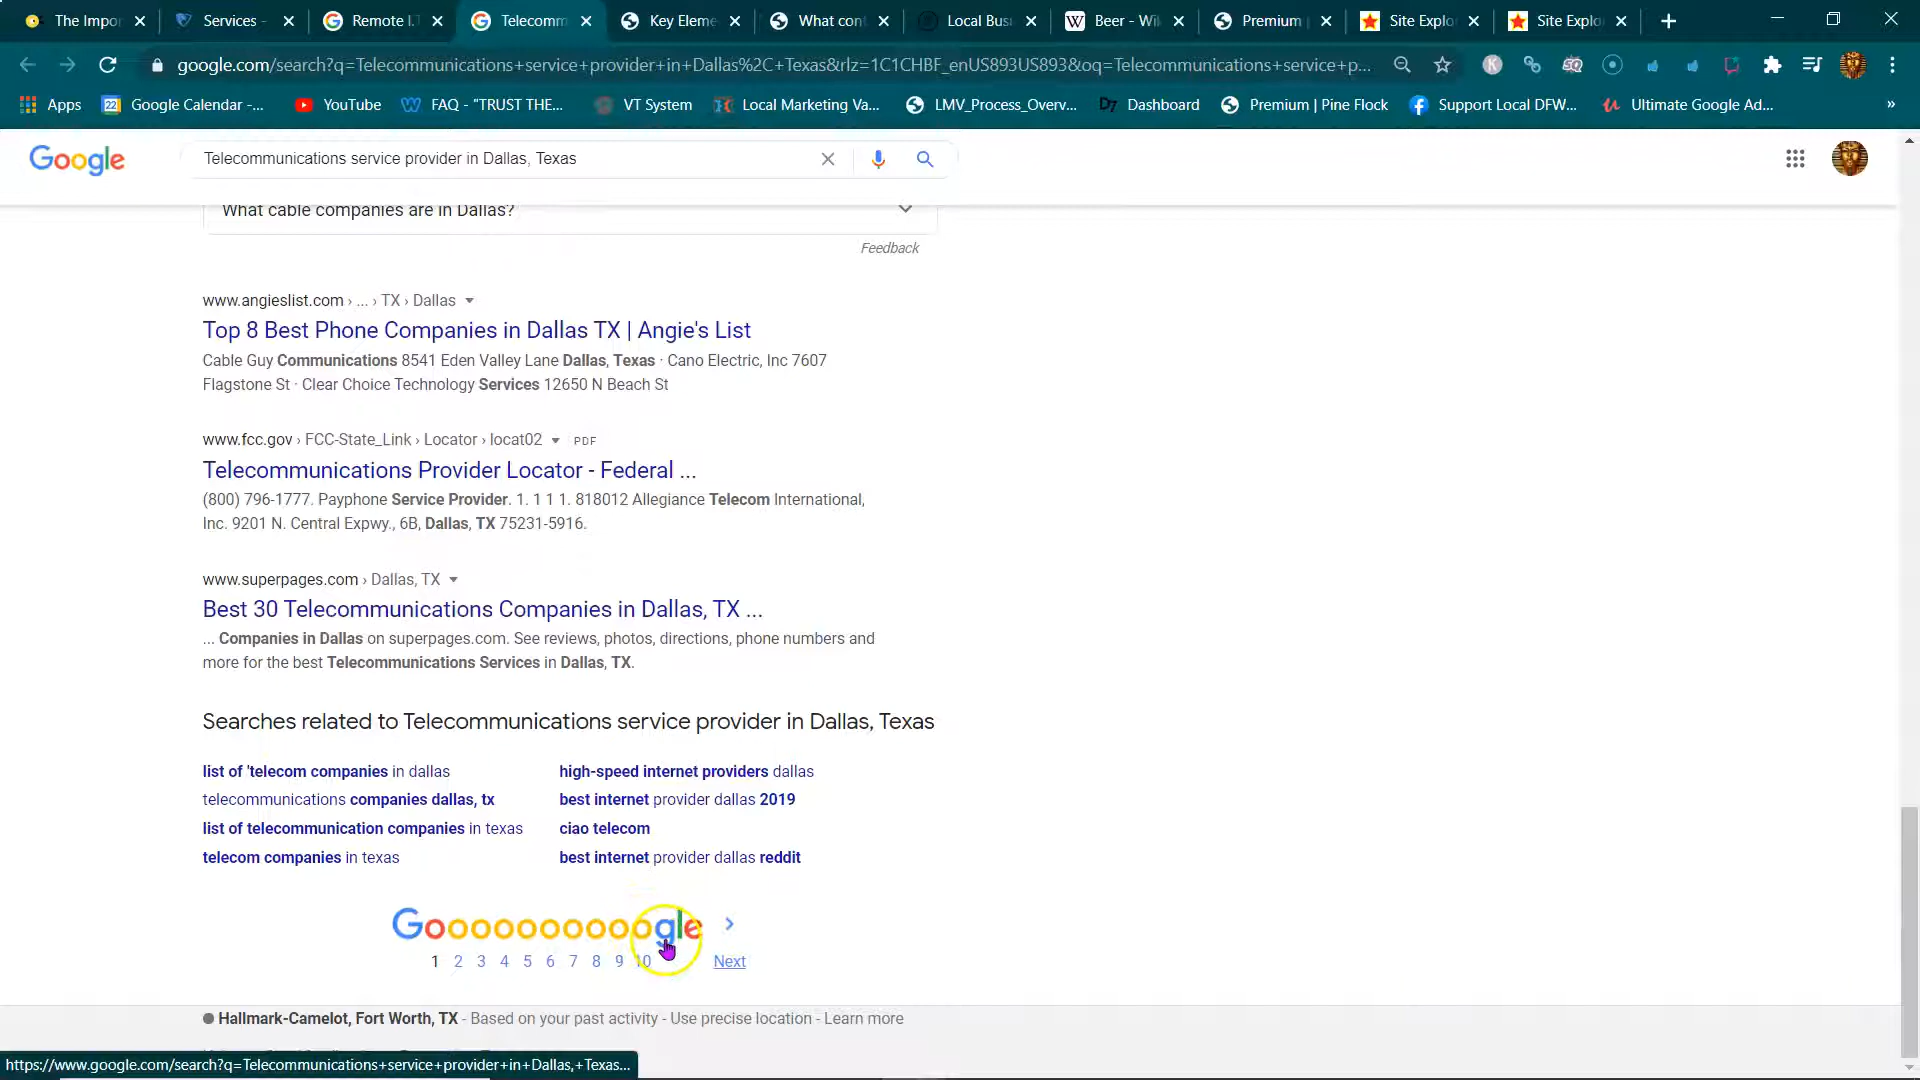 The Impor
Services -
Remote I.T
Telecomm
Key Eleme
What cont
Local Busi
Beer - Wik
Premium
Site Explo
Site Explo
google.com/search?q=Telecommunications+service+provider+in+Dallas%2C+Texas&rlz=1C1CHBF_enUS893US893&oq=Telecommunications+service+p...
Apps
22
Google Calendar -...
YouTube
FAQ - "TRUST THE...
VT System
Local Marketing Va...
LMV_Process_Overv...
Dashboard
Premium | Pine Flock
Support Local DFW...
Ultimate Google Ad...
»
Google
Telecommunications service provider in Dallas, Texas
What cable companies are in Dallas?
Feedback
www.angieslist.com › ... › TX › Dallas
Top 8 Best Phone Companies in Dallas TX | Angie's List
Cable Guy Communications 8541 Eden Valley Lane Dallas, Texas · Cano Electric, Inc 7607
Flagstone St · Clear Choice Technology Services 12650 N Beach St
www.fcc.gov › FCC-State_Link › Locator › locat02 PDF
Telecommunications Provider Locator - Federal ...
(800) 796-1777. Payphone Service Provider. 1. 1 1 1. 818012 Allegiance Telecom International,
Inc. 9201 N. Central Expwy., 6B, Dallas, TX 75231-5916.
www.superpages.com › Dallas, TX
Best 30 Telecommunications Companies in Dallas, TX ...
... Companies in Dallas on superpages.com. See reviews, photos, directions, phone numbers and
more for the best Telecommunications Services in Dallas, TX.
Searches related to Telecommunications service provider in Dallas, Texas
list of 'telecom companies in dallas
high-speed internet providers dallas
telecommunications companies dallas, tx
best internet provider dallas 2019
list of telecommunication companies in texas
ciao telecom
telecom companies in texas
best internet provider dallas reddit
Goooooooooogle >
1 2 3 4 5 6 7 8 9 10 Next
Hallmark-Camelot, Fort Worth, TX - Based on your past activity - Use precise location - Learn more
https://www.google.com/search?q=Telecommunications+service+provider+in+Dallas,+Texas...